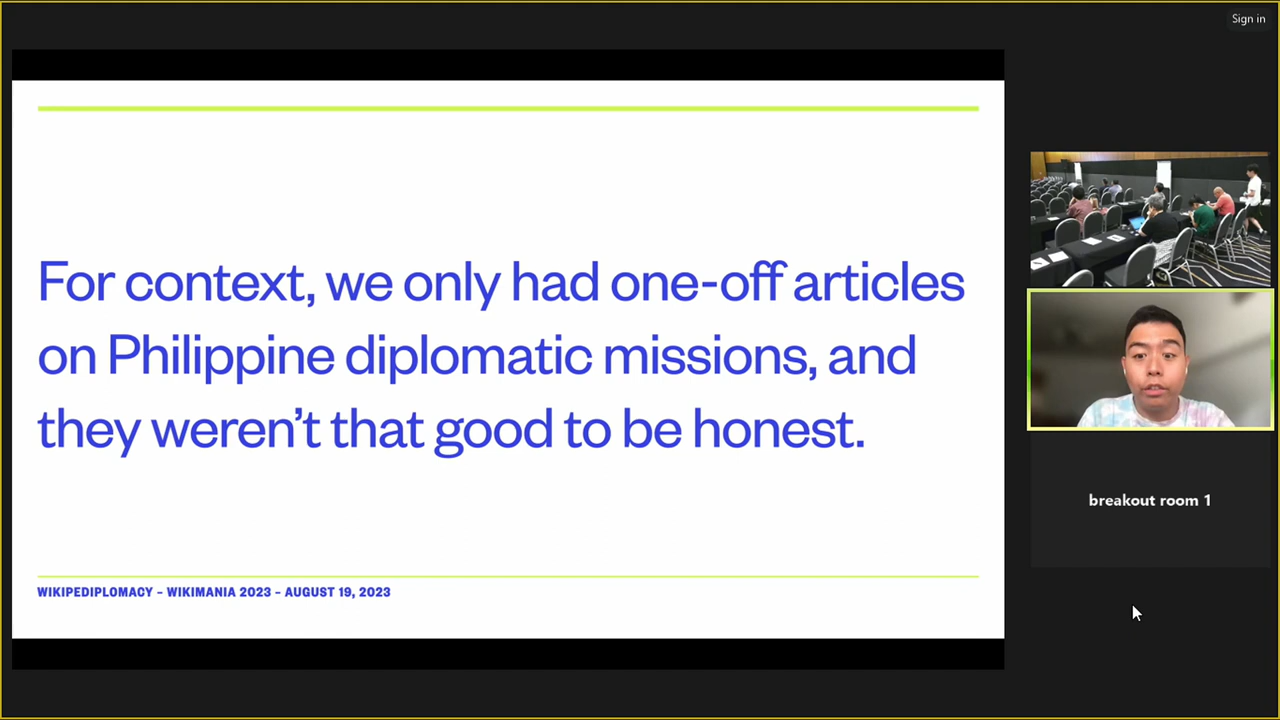 Sign in
For context, we only had one-off articles
on Philippine diplomatic missions, and
they weren’t that good to be honest.
WIKIPEDIPLOMACY – WIKIMANIA 2023 – AUGUST 19, 2023
breakout room 1